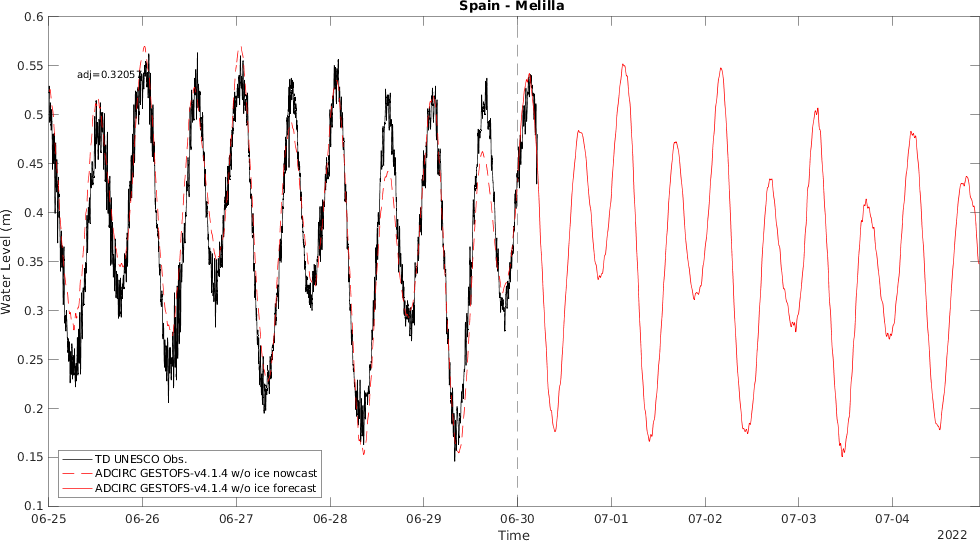 Spain - Melilla
0.6
0.55
0.5
0.45
0.4
0.35
0.3
0.25
0.2
0.15
0.1
Water Level (m)
adj=0.32057
TD UNESCO Obs.
ADCIRC GESTOFS-v4.1.4 w/o ice nowcast
ADCIRC GESTOFS-v4.1.4 w/o ice forecast
06-25 06-26 06-27 06-28 06-29 06-30 07-01 07-02 07-03 07-04
Time
2022